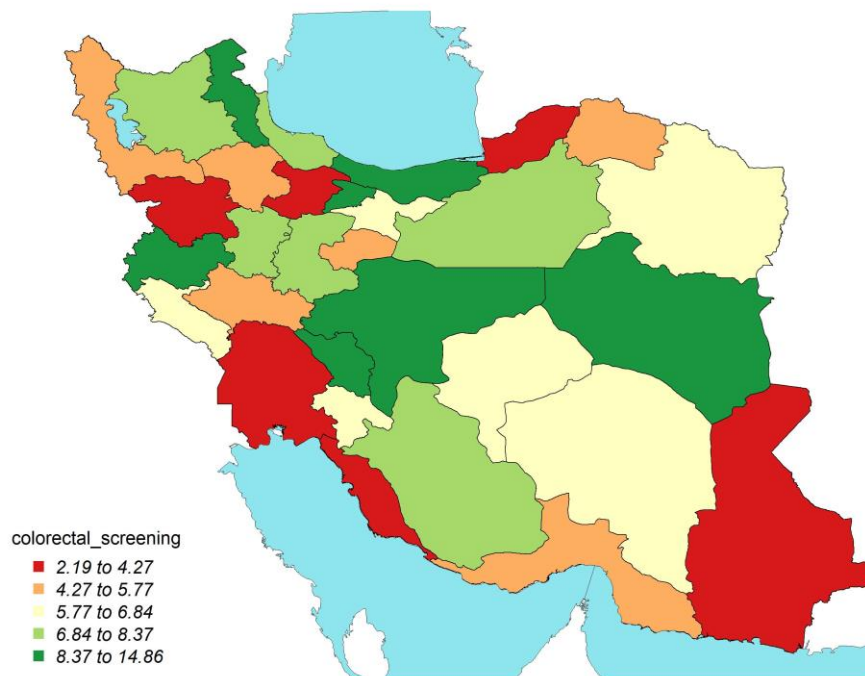 colorectal_screening
2.19 to 4.27
4.27 to 5.77
5.77 to 6.84
6.84 to 8.37
8.37 to 14.86